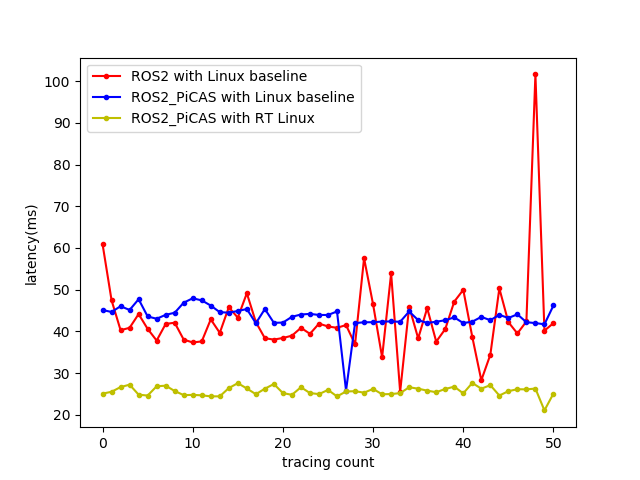 ROS2 with Linux baseline
ROS2_PiCAS with Linux baseline
ROS2_PiCAS with RT Linux
100
90
80
70
60
50
40
30
20
latency(ms)
0 10 20 30 40 50
tracing count